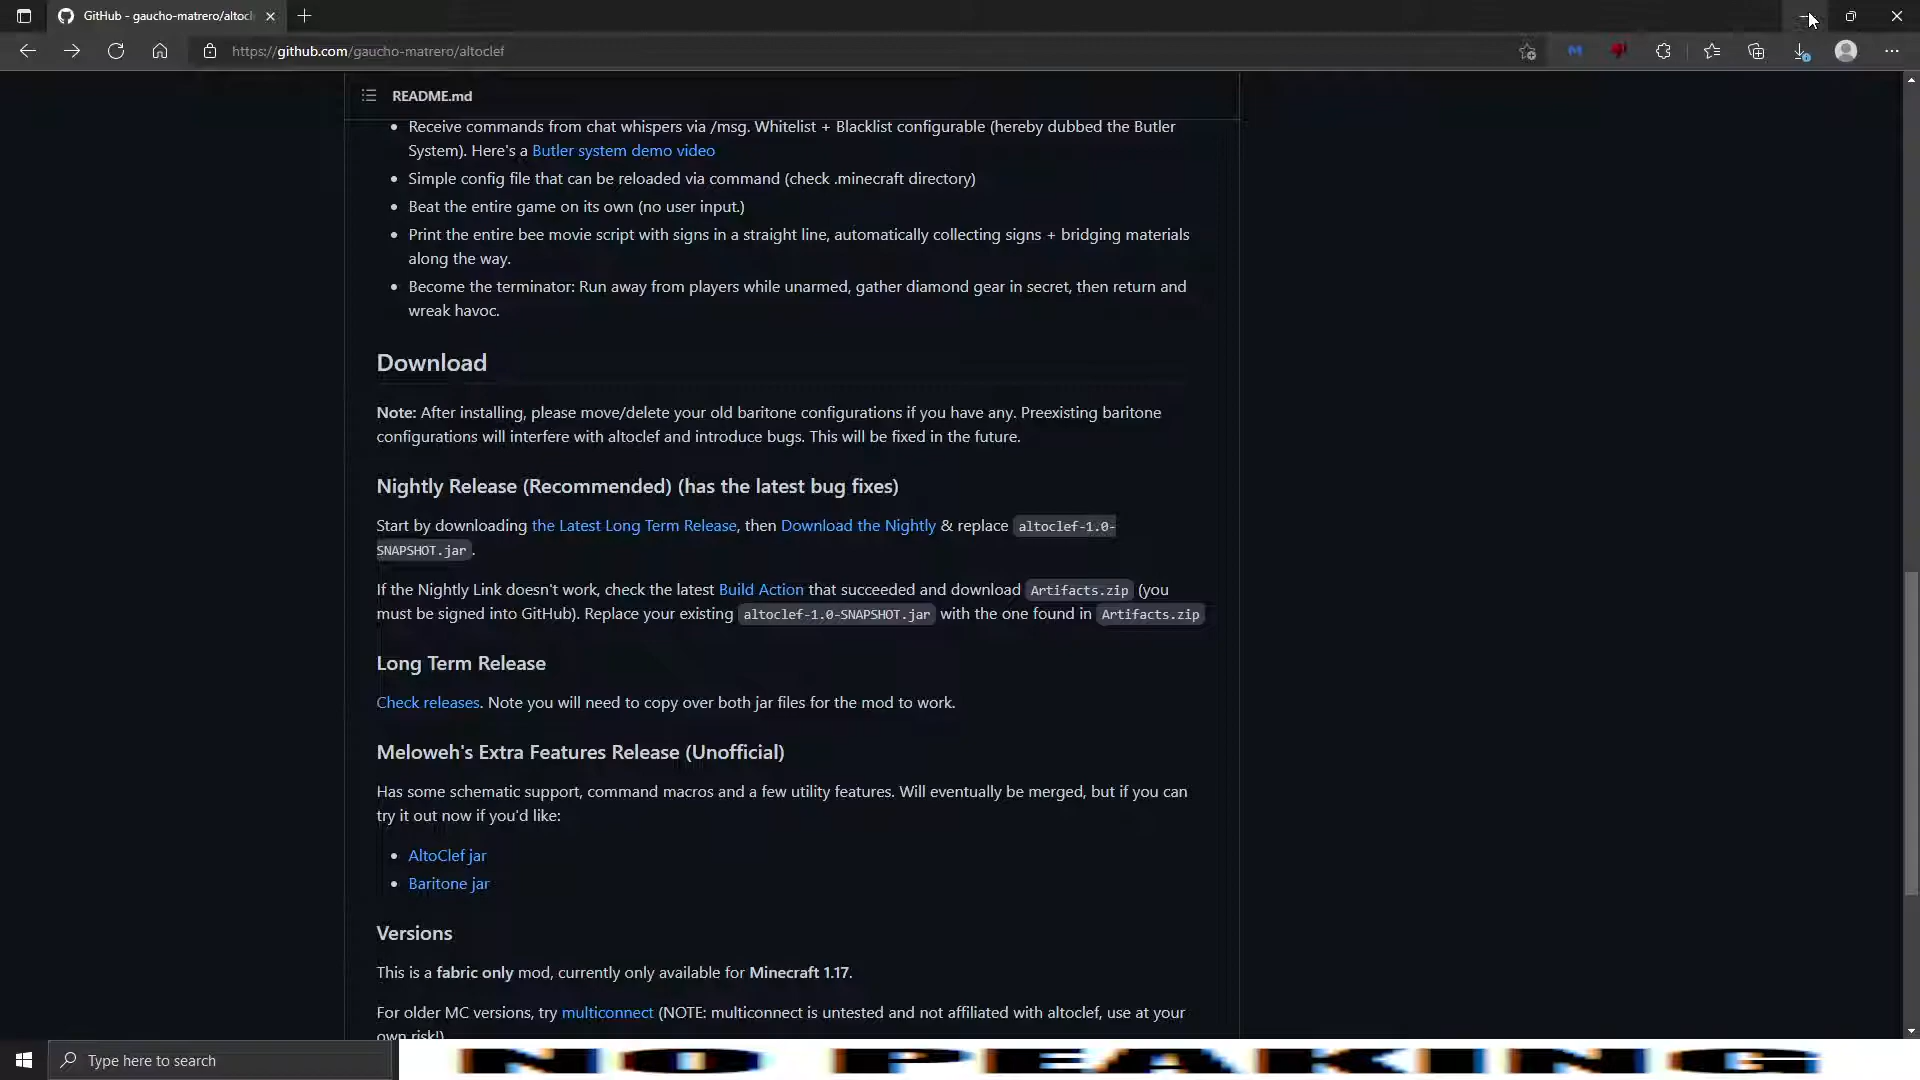 GitHub - gaucho-matrero/altocl
https://github.com/gaucho-matrero/altoclef
README.md
Receive commands from chat whispers via /msg. Whitelist + Blacklist configurable (hereby dubbed the Butler
System). Here's a Butler system demo video
Simple config file that can be reloaded via command (check .minecraft directory)
Beat the entire game on its own (no user input.)
Print the entire bee movie script with signs in a straight line, automatically collecting signs + bridging materials
along the way.
Become the terminator: Run away from players while unarmed, gather diamond gear in secret, then return and
wreak havoc.
Download
Note: After installing, please move/delete your old baritone configurations if you have any. Preexisting baritone
configurations will interfere with altoclef and introduce bugs. This will be fixed in the future.
Nightly Release (Recommended) (has the latest bug fixes)
Start by downloading the Latest Long Term Release, then Download the Nightly & replace altoclef-1.0-
SNAPSHOT.jar.
If the Nightly Link doesn't work, check the latest Build Action that succeeded and download Artifacts.zip (you
must be signed into GitHub). Replace your existing altoclef-1.0-SNAPSHOT.jar with the one found in Artifacts.zip
Long Term Release
Check releases. Note you will need to copy over both jar files for the mod to work.
Meloweh's Extra Features Release (Unofficial)
Has some schematic support, command macros and a few utility features. Will eventually be merged, but if you can
try it out now if you'd like:
AltoClef jar
Baritone jar
Versions
This is a fabric only mod, currently only available for Minecraft 1.17.
For older MC versions, try multiconnect (NOTE: multiconnect is untested and not affiliated with altoclef, use at your
own risk!)
Type here to search
NO PEAKING